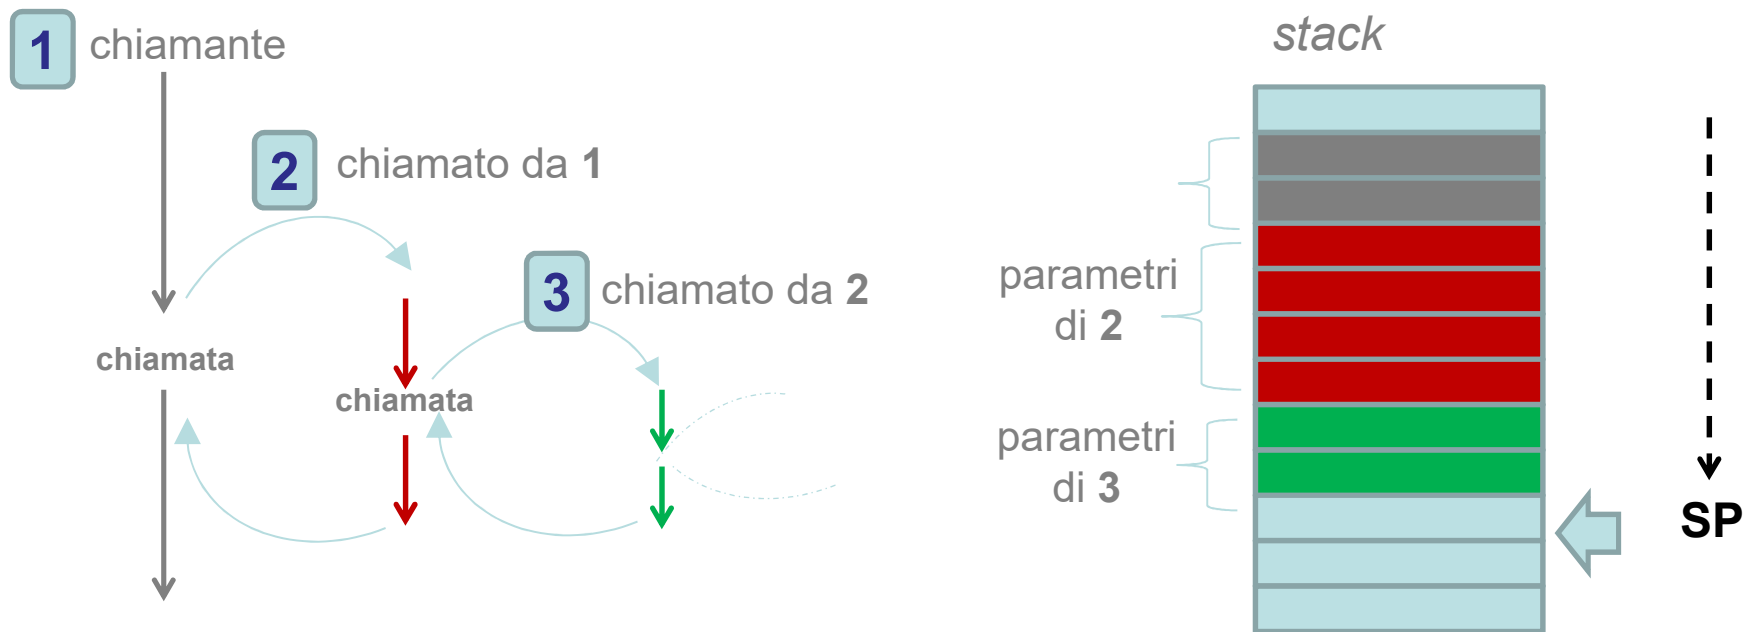 1 chiamante
2 chiamato da 1
3 chiamato da 2
chiamata
chiamata
stack
parametri
di 2
parametri
di 3
SP